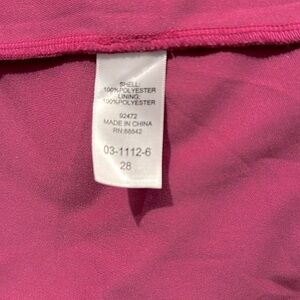 SHELL:
100%POLYESTER
LINING:
100%POLYESTER
92472
MADE IN CHINA
RN:88842
03-1112-6
28